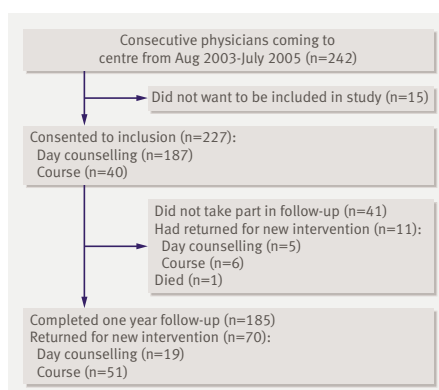 Consecutive physicians coming to
centre from Aug 2003-July 2005 (n=242)
Did not want to be included in study (n=15)
Consented to inclusion (n=227):
Day counselling (n=187)
Course (n=40)
Did not take part in follow-up (n=41)
Had returned for new intervention (n=11):
Day counselling (n=5)
Course (n=6)
Died (n=1)
Completed one year follow-up (n=185)
Returned for new intervention (n=70):
Day counselling (n=19)
Course (n=51)